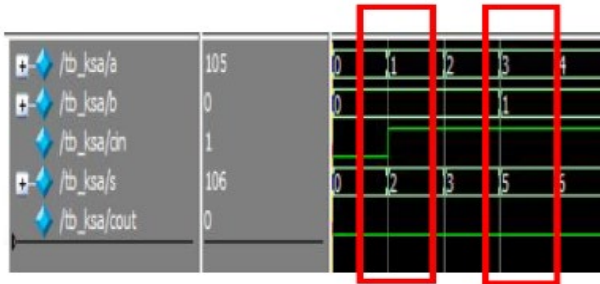 /tb_ksa/a 105 0 1 2 3 4
/tb_ksa/b 0 0 1
/tb_ksa/cin 1
/tb_ksa/s 106 0 2 3 5 6
/tb_ksa/cout 0